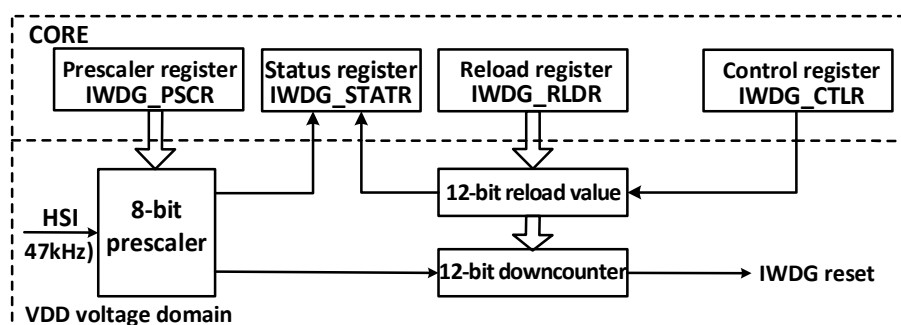 CORE
Prescaler register
IWDG_PSCR
Status register
IWDG_STATR
Reload register
IWDG_RLDR
Control register
IWDG_CTLR
HSI
47kHz)
8-bit
prescaler
12-bit reload value
12-bit downcounter
IWDG reset
VDD voltage domain